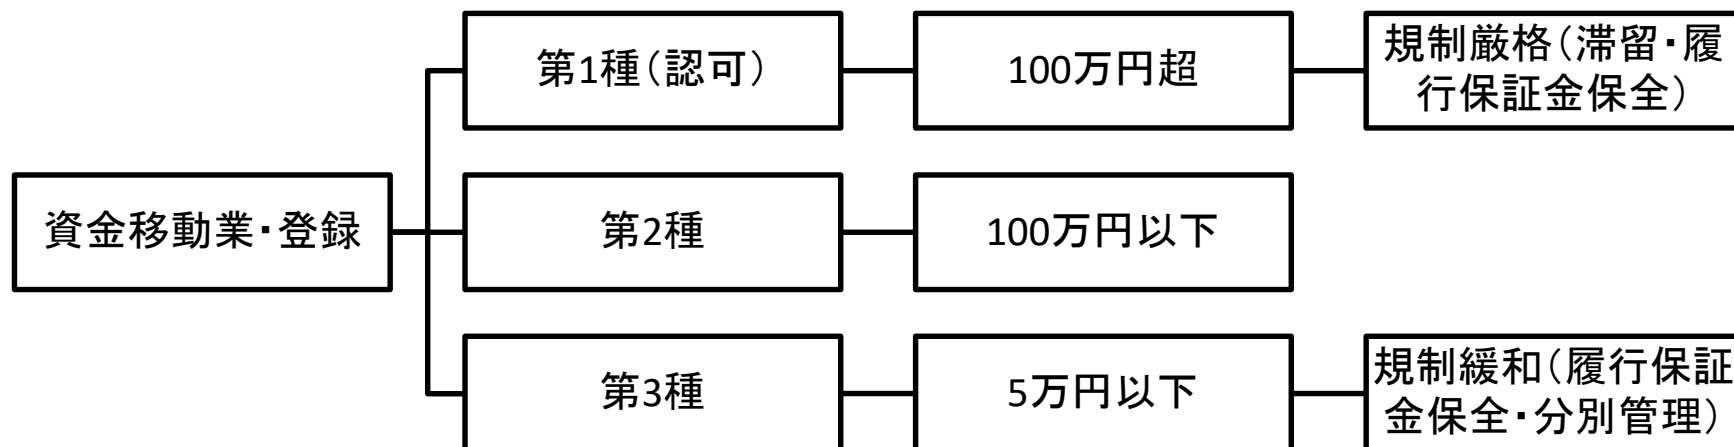 第1種（認可）
100万円超
規制厳格（滞留・履
行保証金保全）
資金移動業・登録
第2種
100万円以下
第3種
5万円以下
規制緩和（履行保証
金保全・分別管理）